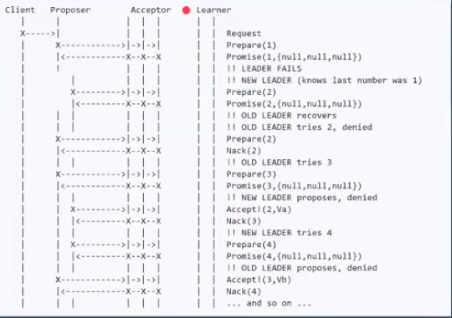 Client Proposer Acceptor Learner
| | | | | | |
X----->| | | | | | Request
| X------------>|->|->| | | Prepare(1)
| |<------------X--X--X | | Promise(1,{null,null,null})
| ! | | | | | !! LEADER FAILS
| | | | | | | !! NEW LEADER (knows last number was 1)
| X--------->|->|->| | | Prepare(2)
| |<---------X--X--X | | Promise(2,{null,null,null})
| | | | | | | | !! OLD LEADER recovers
| | | | | | | | !! OLD LEADER tries 2, denied
| X------------>|->|->| | | Prepare(2)
| |<------------X--X--X | | Nack(2)
| | | | | | | | !! OLD LEADER tries 3
| X------------>|->|->| | | Prepare(3)
| |<------------X--X--X | | Promise(3,{null,null,null})
| | | | | | | | !! NEW LEADER proposes, denied
| | X--------->|->|->| | | Accept!(2,Va)
| | |<---------X--X--X | | Nack(3)
| | | | | | | | !! NEW LEADER tries 4
| | X--------->|->|->| | | Prepare(4)
| | |<---------X--X--X | | Promise(4,{null,null,null})
| | | | | | | | !! OLD LEADER proposes, denied
| X------------>|->|->| | | Accept!(3,Vb)
| |<------------X--X--X | | Nack(4)
| | | | | | | | ... and so on ...